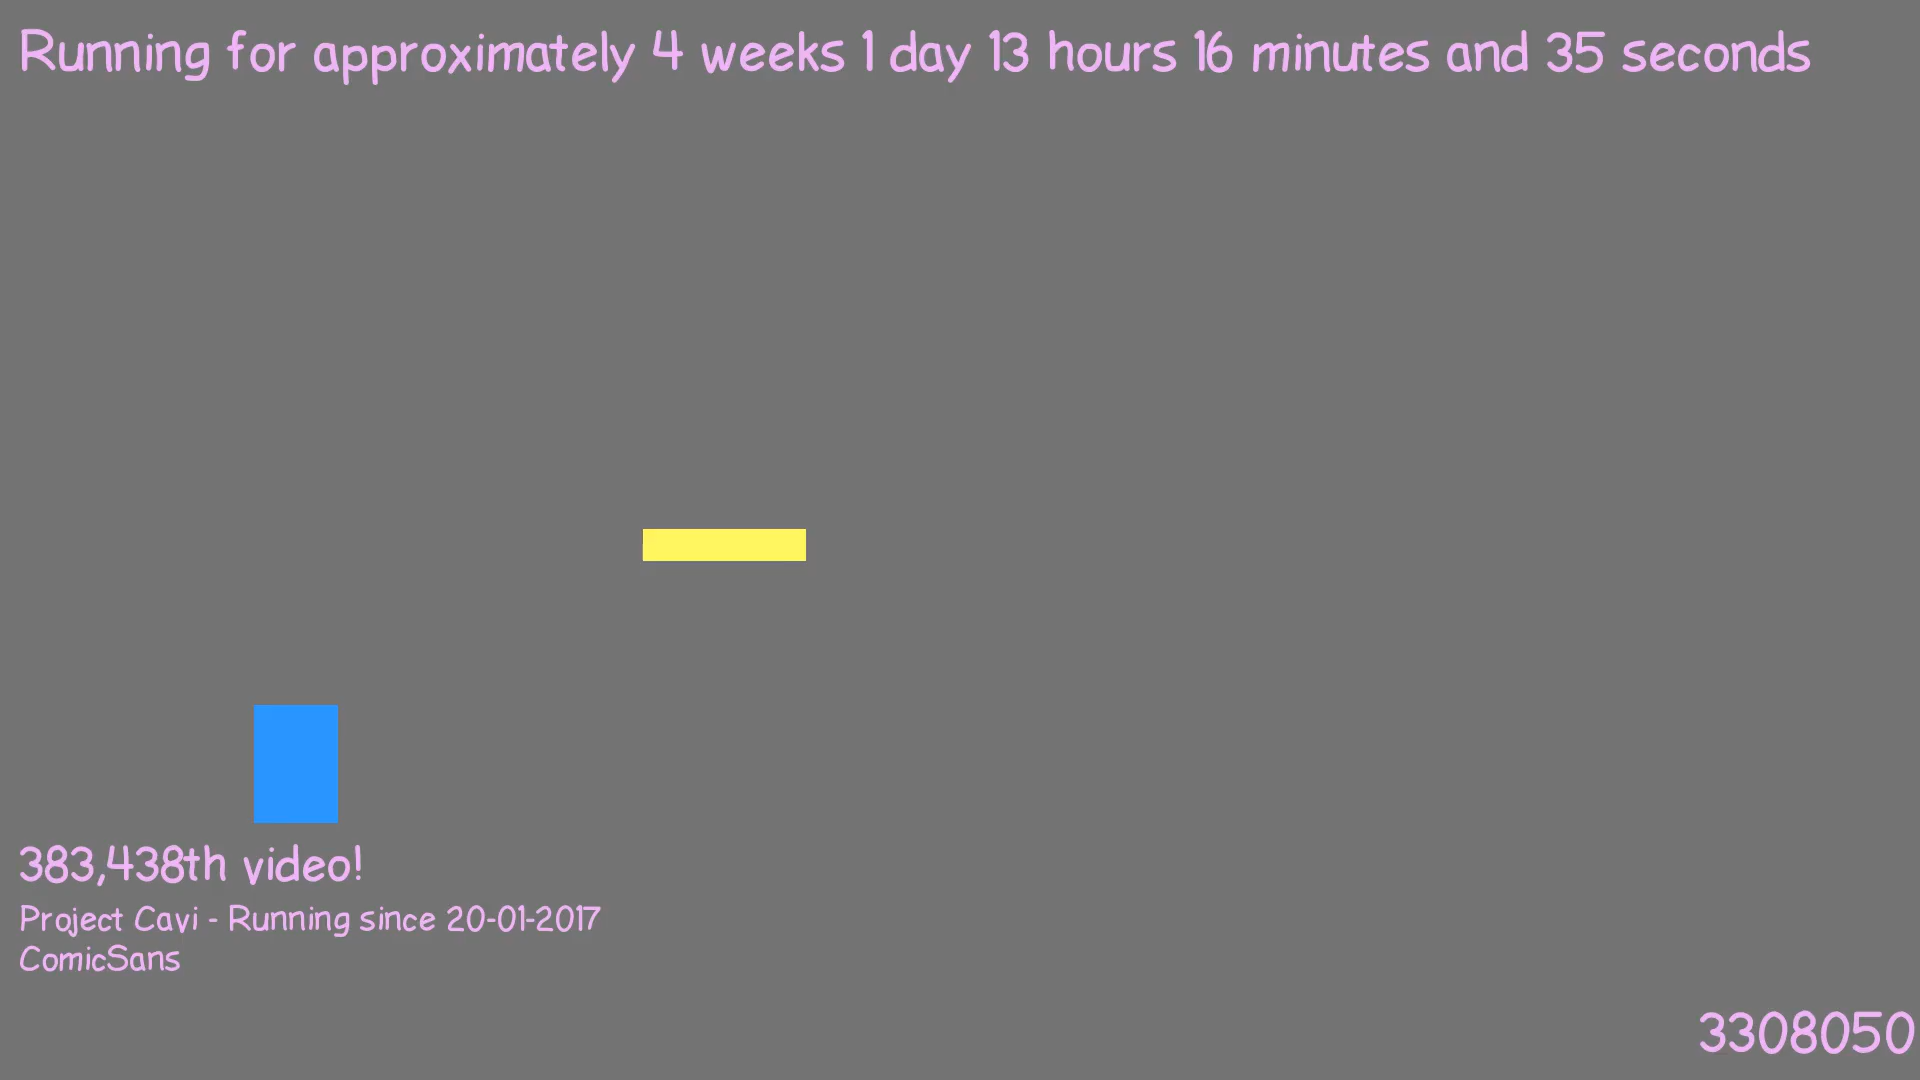 Running for approximately 4 weeks 1 day 13 hours 16 minutes and 35 seconds
383,438th video!
Project Cavi - Running since 20-01-2017
ComicSans
3308050